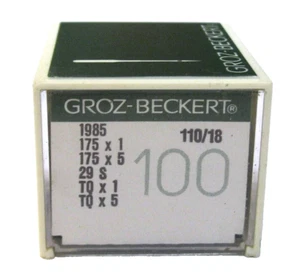 GROZ-BECKERT
GROZ-BECKERT®
1985
110/18
175 x 1
175 x 5
29 S
TQ x 1
TQ x 5
100